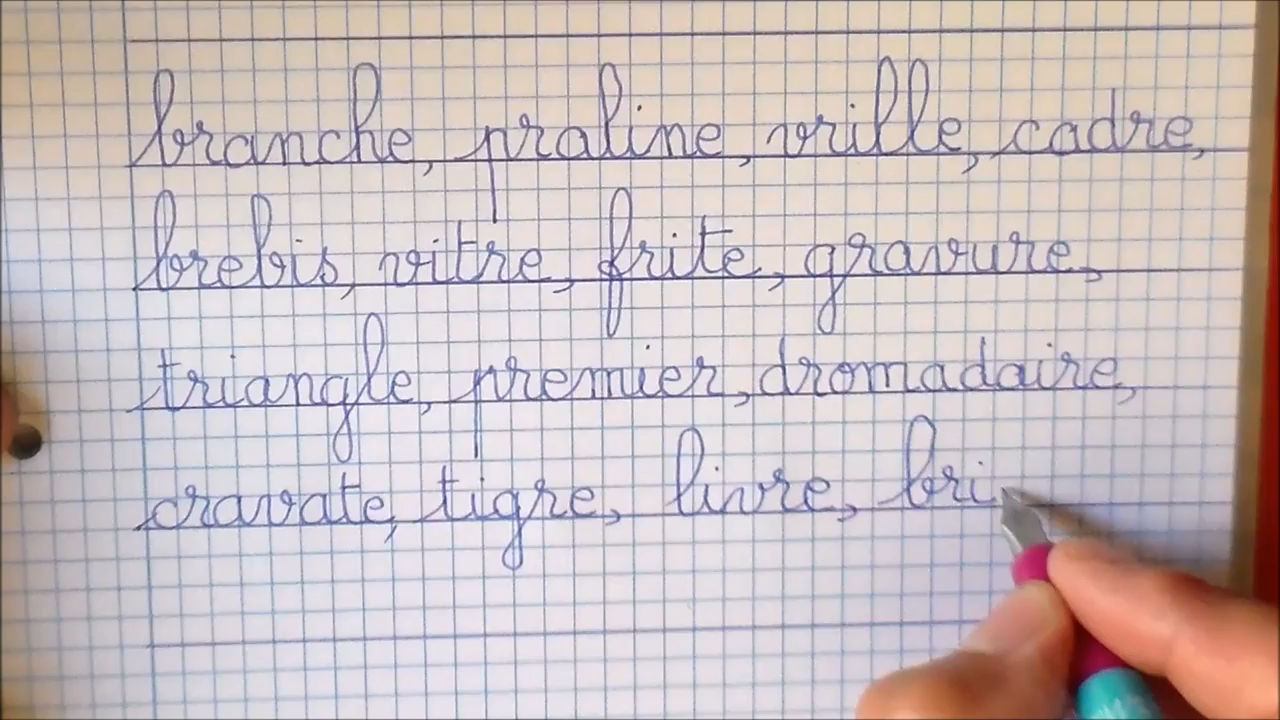 branche, praline, vrille, cadre,
brebis, vitre, frite, gravure,
triangle, premier, dromadaire,
cravate, tigre, livre, bri